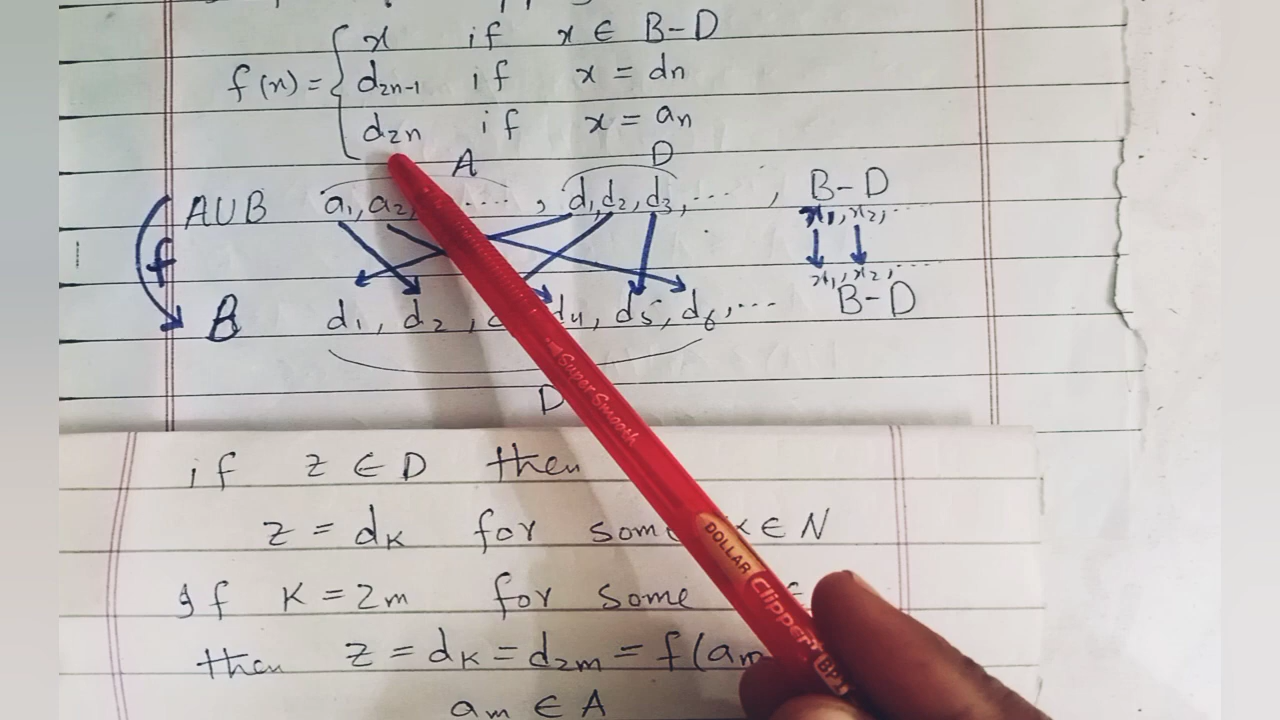 x if x ∈ B-D
f(x) = { d2n-1 if x = dn
d2n if x = an
A D
AUB a1, a2, ....., d1, d2, d3, ..., B-D
x1, x2, ..
f
x1, x2, ....
B d1, d2, d4, d5, d6, ... B-D
D
if z ∈ D then
z = dK for some K ∈ N
If K = 2m for some
then z = dK = d2m = f(am
am ∈ A
Super Smooth
DOLLAR Clipper BP1